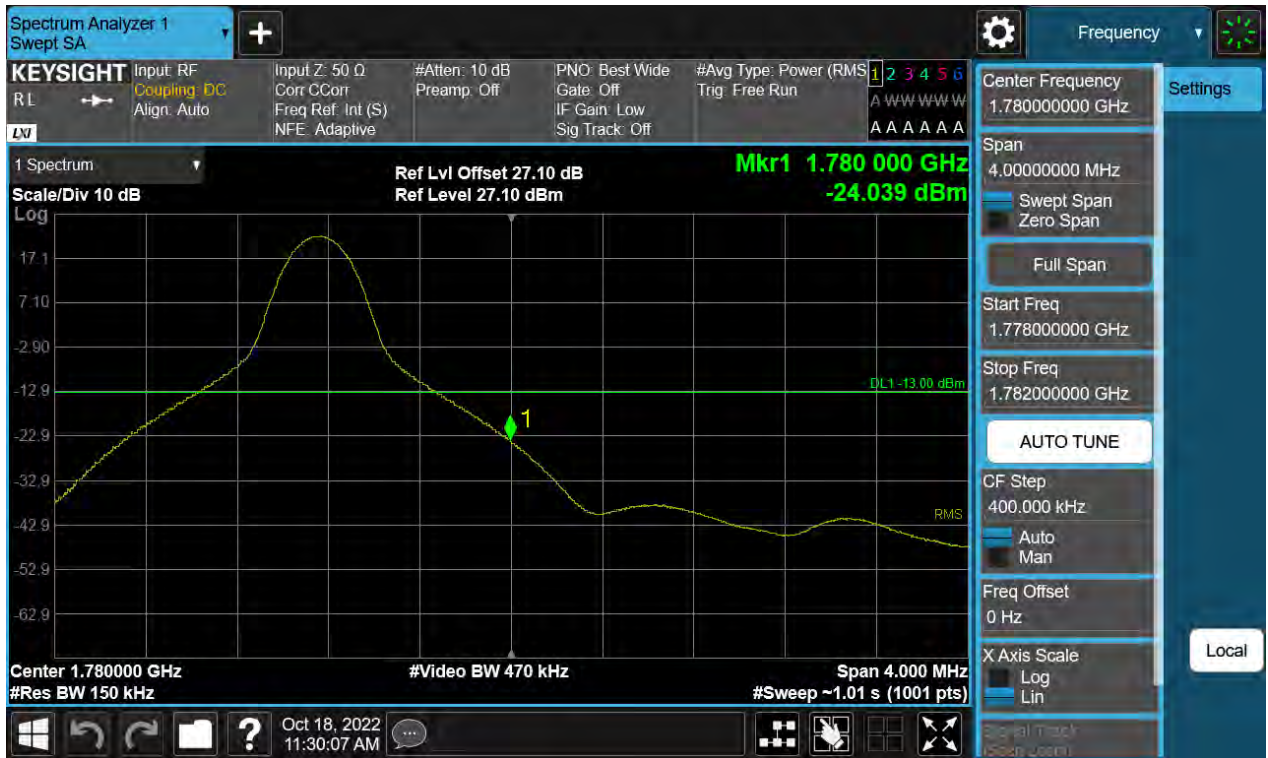 Spectrum Analyzer 1
Swept SA
Frequency
KEYSIGHT
RL
LXI
Input: RF
Coupling: DC
Align: Auto
Input Z: 50 Ω
Corr CCorr
Freq Ref: Int (S)
NFE: Adaptive
#Atten: 10 dB
Preamp: Off
PNO: Best Wide
Gate: Off
IF Gain: Low
Sig Track: Off
#Avg Type: Power (RMS
Trig: Free Run
1 2 3 4 5 6
A W W W W W
A A A A A A
1 Spectrum
Scale/Div 10 dB
Ref Lvl Offset 27.10 dB
Ref Level 27.10 dBm
Mkr1 1.780 000 GHz
-24.039 dBm
Log
17.1
7.10
-2.90
-12.9
-22.9
-32.9
-42.9
-52.9
-62.9
DL1 -13.00 dBm
1
RMS
Center 1.780000 GHz
#Res BW 150 kHz
#Video BW 470 kHz
Span 4.000 MHz
#Sweep ~1.01 s (1001 pts)
Center Frequency
1.780000000 GHz
Span
4.00000000 MHz
Swept Span
Zero Span
Full Span
Start Freq
1.778000000 GHz
Stop Freq
1.782000000 GHz
AUTO TUNE
CF Step
400.000 kHz
Auto
Man
Freq Offset
0 Hz
X Axis Scale
Log
Lin
Signal Track
(Span Zoom)
Settings
Local
?
Oct 18, 2022
11:30:07 AM